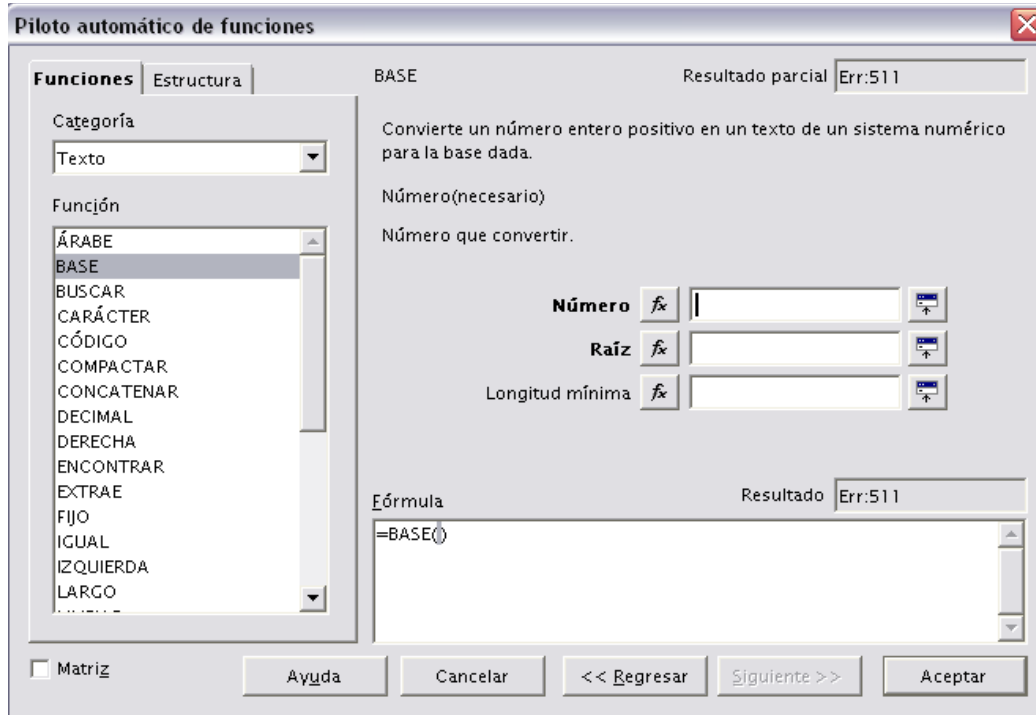 Piloto automático de funciones
Funciones
Estructura
Categoría
Texto
Función
ÁRABE
BASE
BUSCAR
CARÁCTER
CÓDIGO
COMPACTAR
CONCATENAR
DECIMAL
DERECHA
ENCONTRAR
EXTRAE
FIJO
IGUAL
IZQUIERDA
LARGO
BASE
Resultado parcial Err:511
Convierte un número entero positivo en un texto de un sistema numérico
para la base dada.
Número(necesario)
Número que convertir.
Número fx
Raíz fx
Longitud mínima fx
Fórmula
Resultado Err:511
=BASE()
Matriz
Ayuda
Cancelar
<< Regresar
Siguiente >>
Aceptar